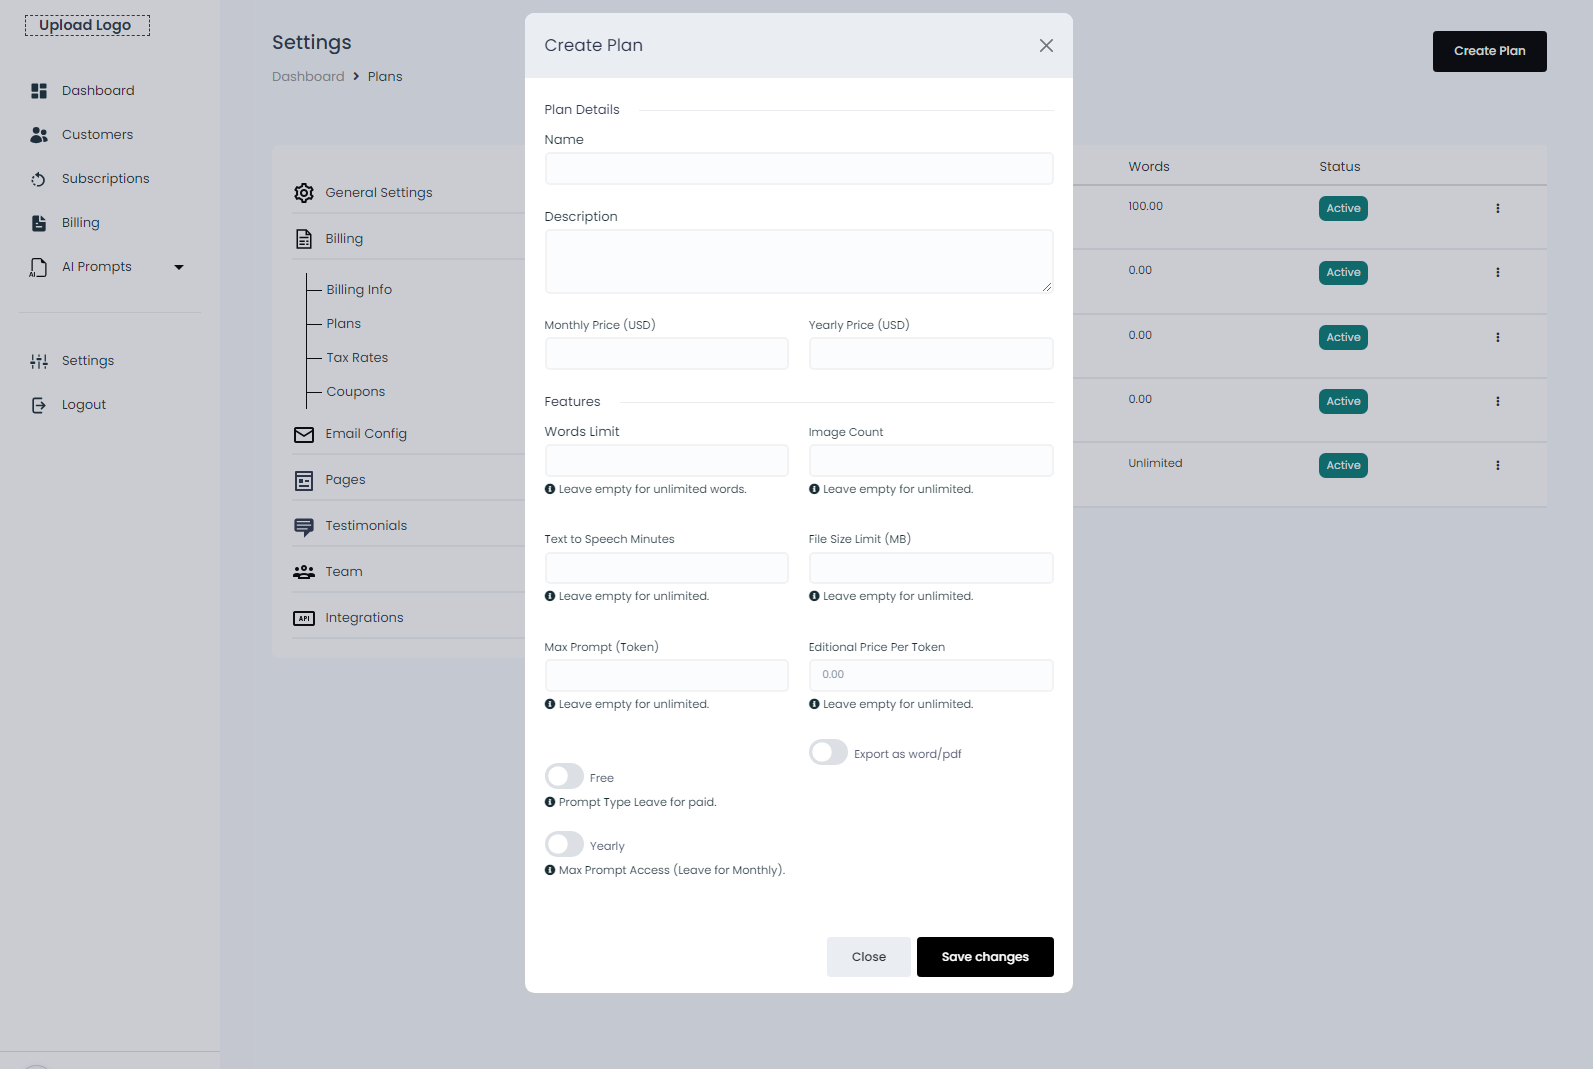 Upload Logo
Dashboard
Customers
Subscriptions
Billing
AI Prompts
Settings
Logout
Settings
Dashboard > Plans
Create Plan
General Settings
Billing
Billing Info
Plans
Tax Rates
Coupons
Email Config
Pages
Testimonials
Team
API Integrations
Words Status
100.00 Active
0.00 Active
0.00 Active
0.00 Active
Unlimited Active
Create Plan
Plan Details
Name
Description
Monthly Price (USD) Yearly Price (USD)
Features
Words Limit Image Count
Leave empty for unlimited words. Leave empty for unlimited.
Text to Speech Minutes File Size Limit (MB)
Leave empty for unlimited. Leave empty for unlimited.
Max Prompt (Token) Editional Price Per Token
0.00
Leave empty for unlimited. Leave empty for unlimited.
Export as word/pdf
Free
Prompt Type Leave for paid.
Yearly
Max Prompt Access (Leave for Monthly).
Close Save changes